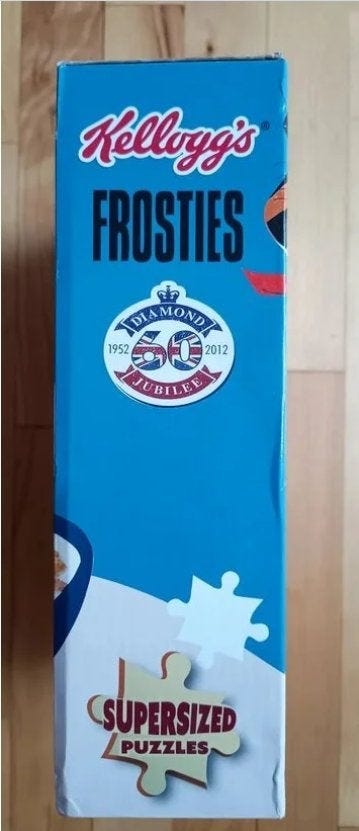 Kellogg's®
FROSTIES
DIAMOND
1952 60 2012
JUBILEE
SUPERSIZED
PUZZLES